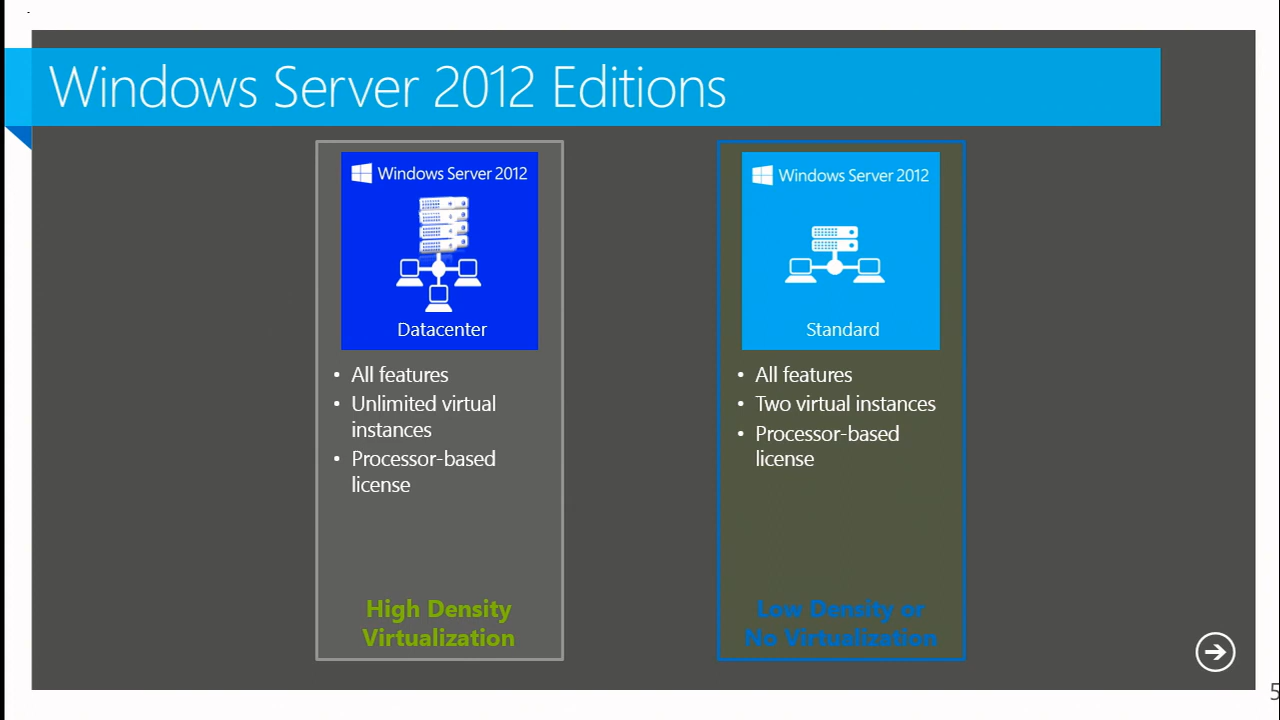 Windows Server 2012 Editions
Windows Server 2012
Datacenter
• All features
• Unlimited virtual
instances
• Processor-based
license
High Density
Virtualization
Windows Server 2012
Standard
• All features
• Two virtual instances
• Processor-based
license
Low Density or
No Virtualization
5